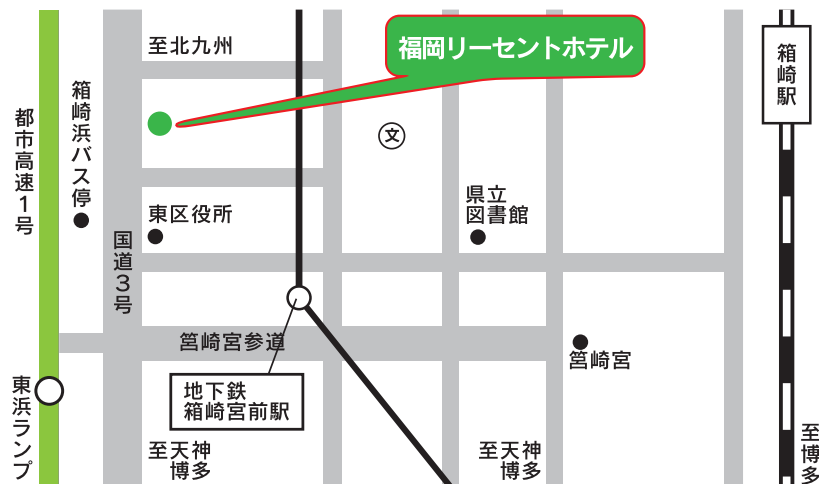 至北九州
福岡リーセントホテル
箱崎駅
箱崎浜バス停
都市高速1号
文
東区役所
県立
図書館
国道3号
筥崎宮参道
筥崎宮
地下鉄
箱崎宮前駅
東浜ランプ
至天神
博多
至天神
博多
至博多